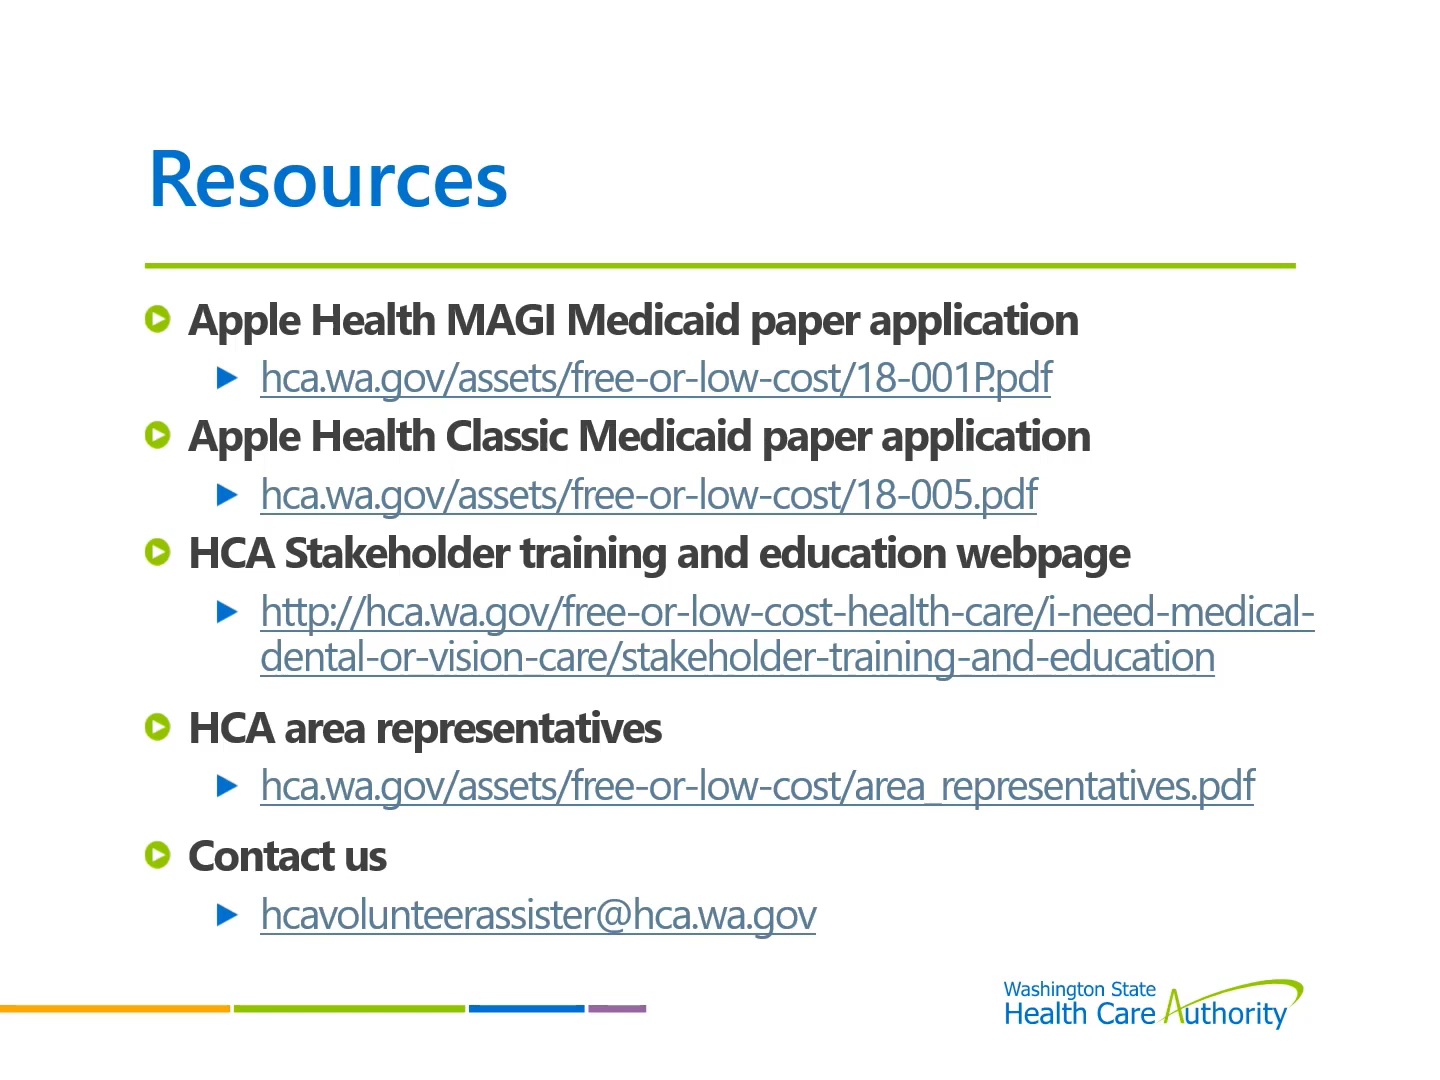 Resources
Apple Health MAGI Medicaid paper application
hca.wa.gov/assets/free-or-low-cost/18-001P.pdf
Apple Health Classic Medicaid paper application
hca.wa.gov/assets/free-or-low-cost/18-005.pdf
HCA Stakeholder training and education webpage
http://hca.wa.gov/free-or-low-cost-health-care/i-need-medical-
dental-or-vision-care/stakeholder-training-and-education
HCA area representatives
hca.wa.gov/assets/free-or-low-cost/area_representatives.pdf
Contact us
hcavolunteerassister@hca.wa.gov
Washington State
Health Care Authority